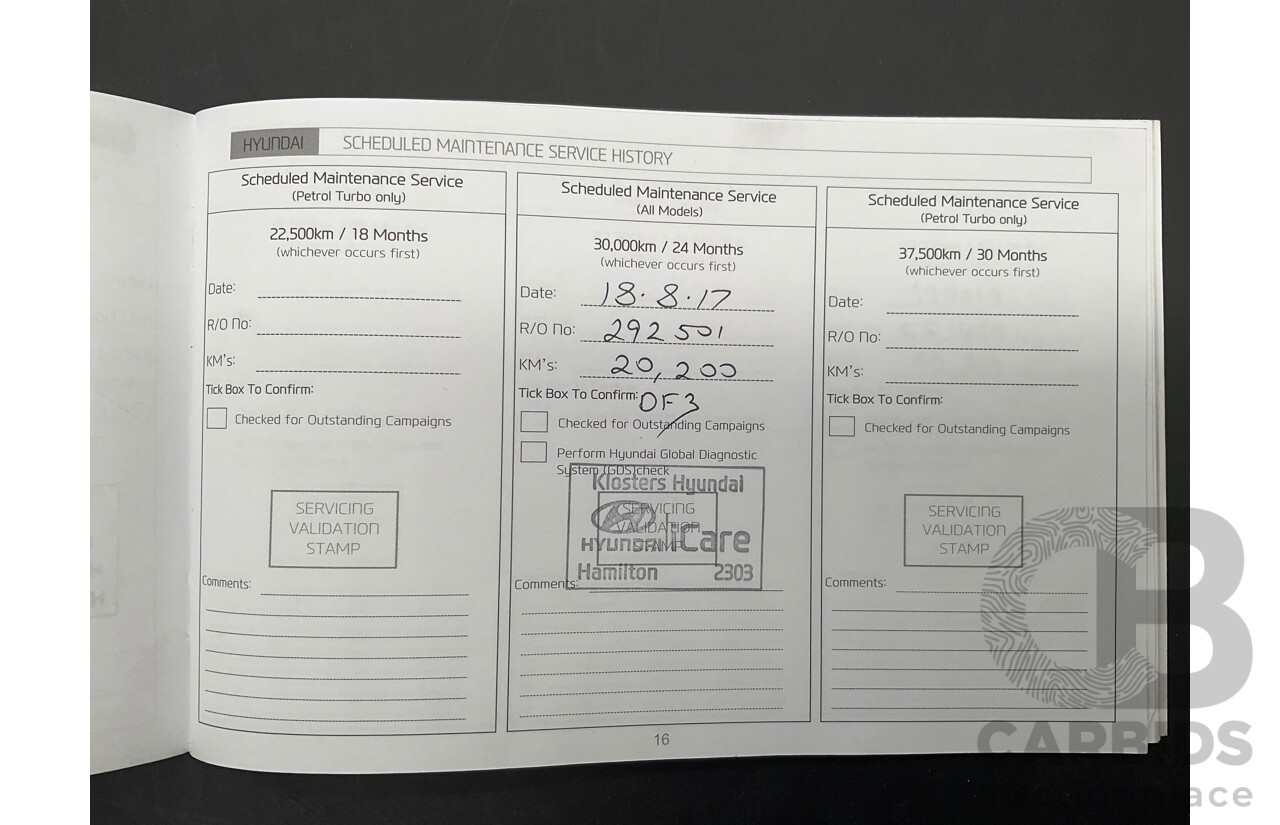 HYUNDAI SCHEDULED MAINTENANCE SERVICE HISTORY
Scheduled Maintenance Service
(Petrol Turbo only)
22,500km / 18 Months
(whichever occurs first)
Date:
R/O No:
KM's:
Tick Box To Confirm:
Checked for Outstanding Campaigns
SERVICING
VALIDATION
STAMP
Comments:
Scheduled Maintenance Service
(All Models)
30,000km / 24 Months
(whichever occurs first)
Date: 18.8.17
R/O No: 292501
KM's: 20,200
Tick Box To Confirm: OF3
Checked for Outstanding Campaigns
Perform Hyundai Global Diagnostic
System (GDS)check
Klosters Hyundai
SERVICING
VALIDATION
STAMP
HYUNDAI iCare
Hamilton 2303
Comments:
Scheduled Maintenance Service
(Petrol Turbo only)
37,500km / 30 Months
(whichever occurs first)
Date:
R/O No:
KM's:
Tick Box To Confirm:
Checked for Outstanding Campaigns
SERVICING
VALIDATION
STAMP
Comments:
16
CB
CARBIDS